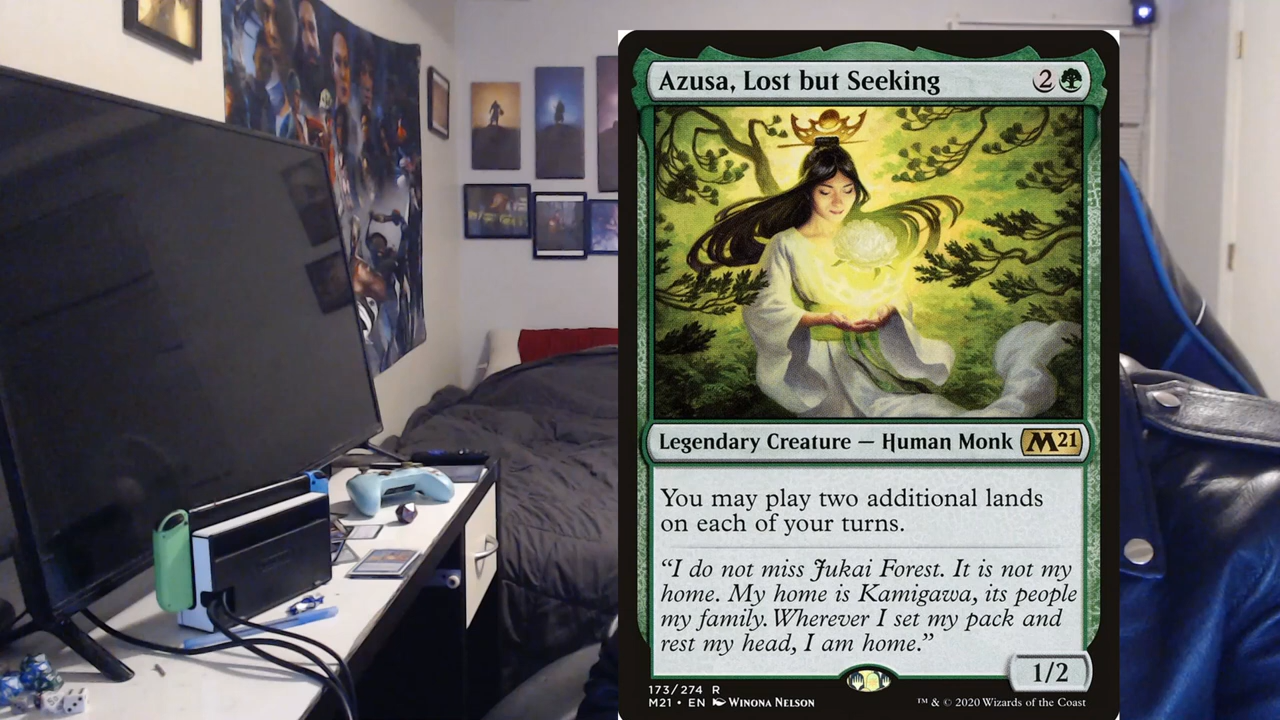 Azusa, Lost but Seeking 2
Legendary Creature — Human Monk M21
You may play two additional lands
on each of your turns.
“I do not miss Jukai Forest. It is not my
home. My home is Kamigawa, its people
my family. Wherever I set my pack and
rest my head, I am home.”
1/2
173/274 R
M21 • EN Winona Nelson
™ & © 2020 Wizards of the Coast